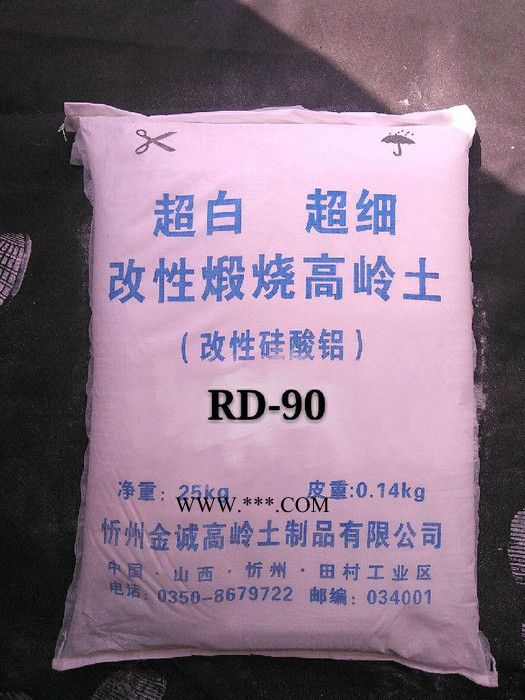 超白 超细
改性煅烧高岭土
(改性硅酸铝)
RD-90
净重: 25kg 皮重:0.14kg
WWW.***.COM
忻州金诚高岭土制品有限公司
中国·山西·忻州·田村工业区
电话: 0350-8679722 邮编: 034001